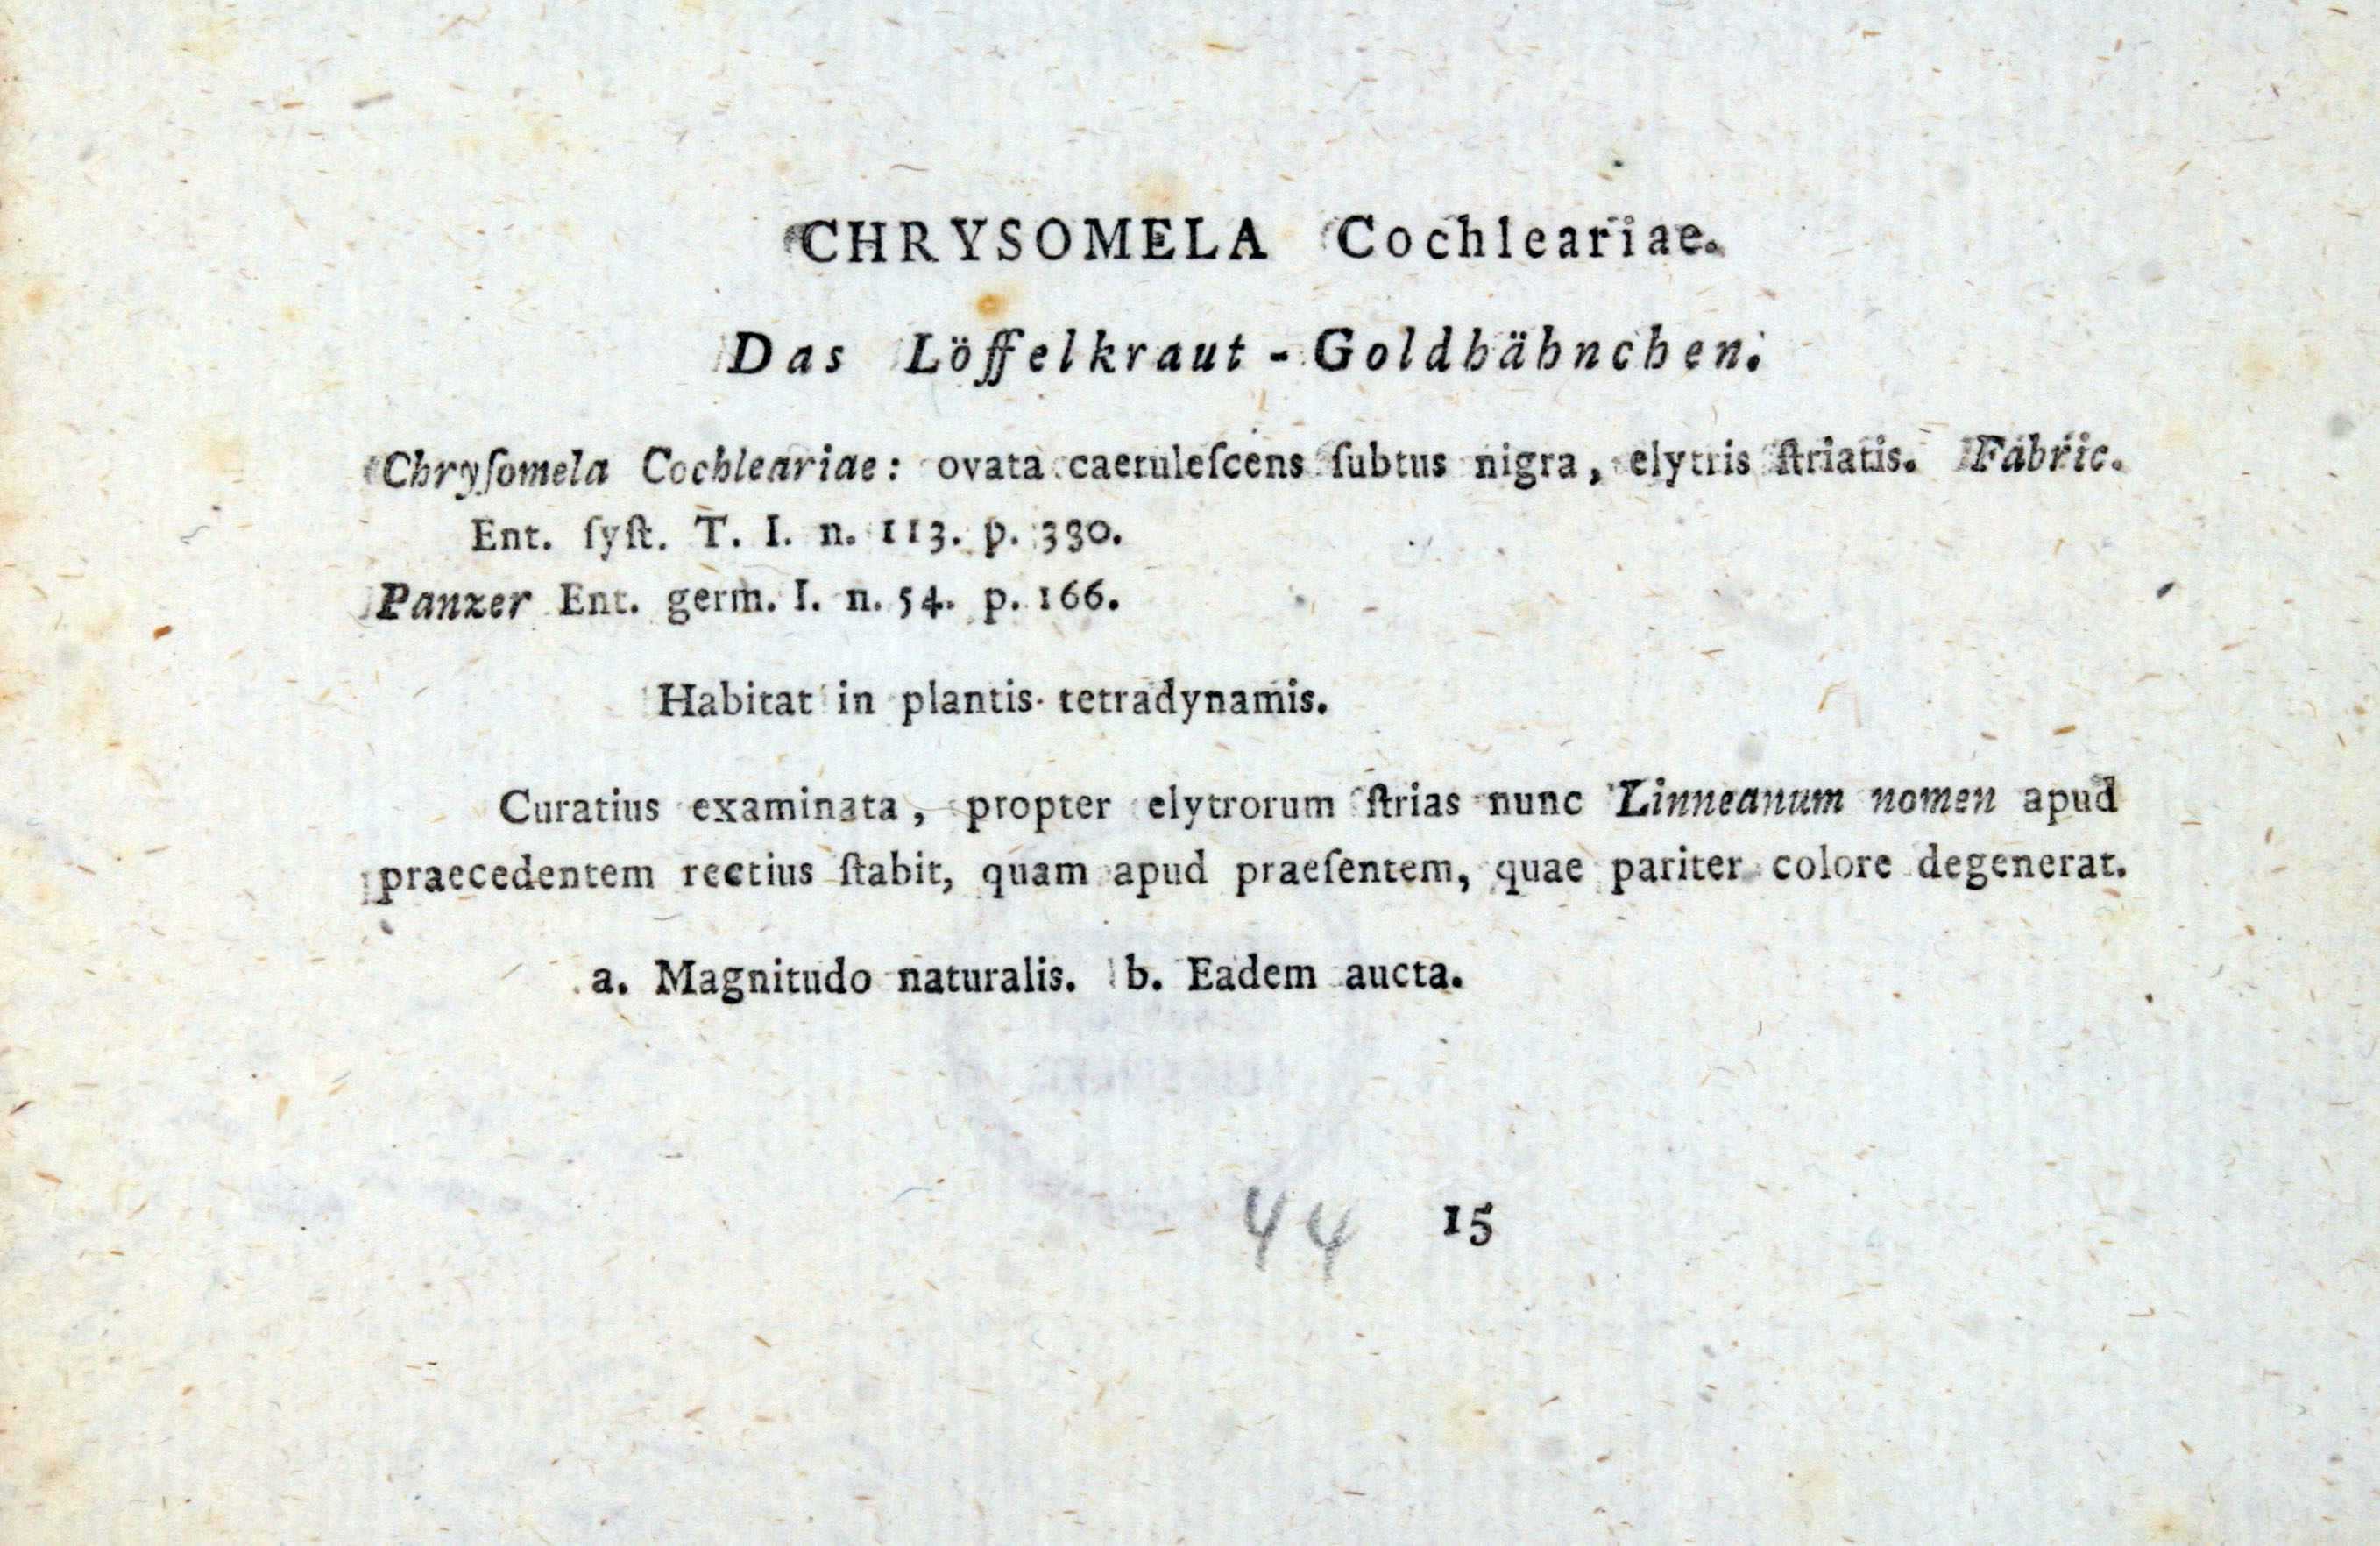 CHRYSOMELA Cochleariae.
Das Löffelkraut-Goldhähnchen.
Chryſomela Cochleariae: ovata caeruleſcens ſubtus nigra, elytris ſtriatis. Fabric.
Ent. ſyſt. T. I. n. 113. p. 330.
Panzer Ent. germ. I. n. 54. p. 166.
Habitat in plantis tetradynamis.
Curatius examinata, propter elytrorum ſtrias nunc Linneanum nomen apud
praecedentem rectius ſtabit, quam apud praeſentem, quae pariter colore degenerat.
a. Magnitudo naturalis. b. Eadem aucta.
44 15